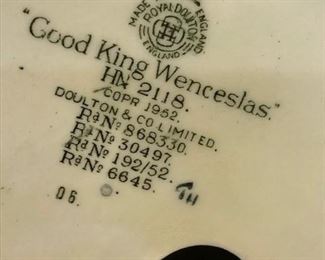 MADE IN ENGLAND
ROYAL DOULTON
ENGLAND
"Good King Wenceslas."
HN 2118.
COPR 1952.
DOULTON & CO LIMITED.
Rd No 868330.
Rd No 30497.
Rd No 192/52.
Rd No 6645.
06.